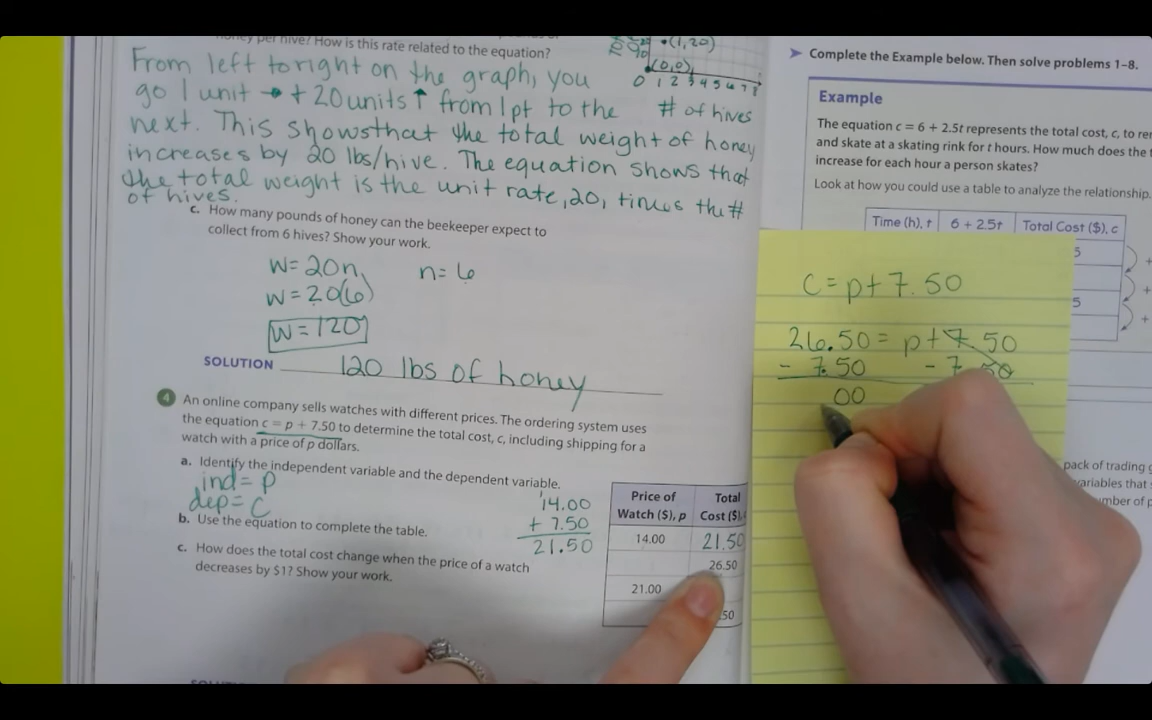 honey per hive? How is this rate related to the equation?
From left to right on the graph, you
go 1 unit → + 20 units ↑ from 1 pt to the
next. This shows that the total weight of honey
increases by 20 lbs/hive. The equation shows that
the total weight is the unit rate, 20, times the #
of hives.
(1,20)
(0,0)
0 1 2 3 4 5 6 7 8
# of hives
c. How many pounds of honey can the beekeeper expect to
collect from 6 hives? Show your work.
w = 20n, n = 6
w = 20(6)
w = 120
SOLUTION 120 lbs of honey
4 An online company sells watches with different prices. The ordering system uses
the equation c = p + 7.50 to determine the total cost, c, including shipping for a
watch with a price of p dollars.
a. Identify the independent variable and the dependent variable.
ind = p
dep = c
b. Use the equation to complete the table.
1
14.00
+ 7.50
21.50
c. How does the total cost change when the price of a watch
decreases by $1? Show your work.
Price of Total
Watch ($), p Cost ($),
14.00 21.50
26.50
21.00
.50
➤ Complete the Example below. Then solve problems 1–8.
Example
The equation c = 6 + 2.5t represents the total cost, c, to
and skate at a skating rink for t hours. How much does the
increase for each hour a person skates?
Look at how you could use a table to analyze the relationship.
Time (h), t 6 + 2.5t Total Cost ($), c
5
5
+
+
+
c = p + 7.50
26.50 = p + 7.50
- 7.50 - 7.50
00
pack of trading
variables that